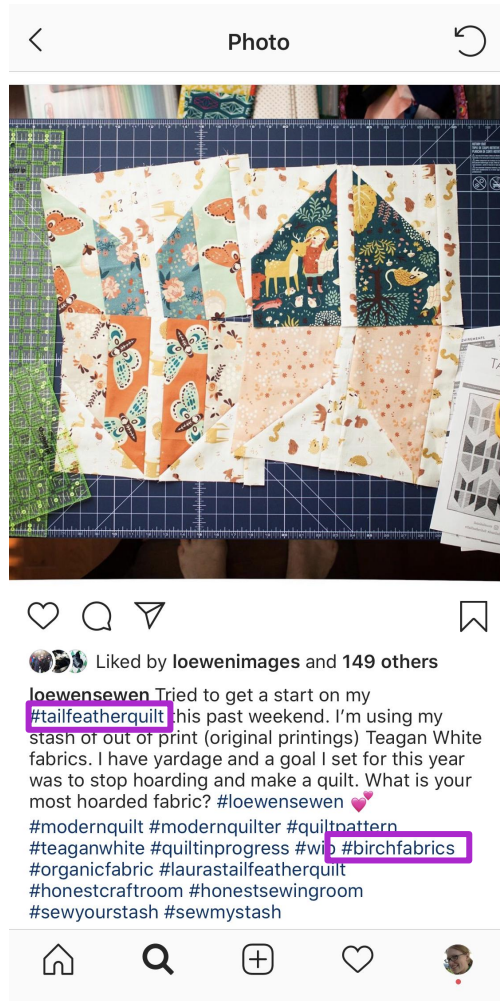 Photo
Liked by loewenimages and 149 others
loewensewen Tried to get a start on my
#tailfeatherquilt this past weekend. I’m using my
stash of out of print (original printings) Teagan White
fabrics. I have yardage and a goal I set for this year
was to stop hoarding and make a quilt. What is your
most hoarded fabric? #loewensewen 💕
#modernquilt #modernquilter #quiltpattern
#teaganwhite #quiltinprogress #wip #birchfabrics
#organicfabric #laurastailfeatherquilt
#honestcraftroom #honestsewingroom
#sewyourstash #sewmystash